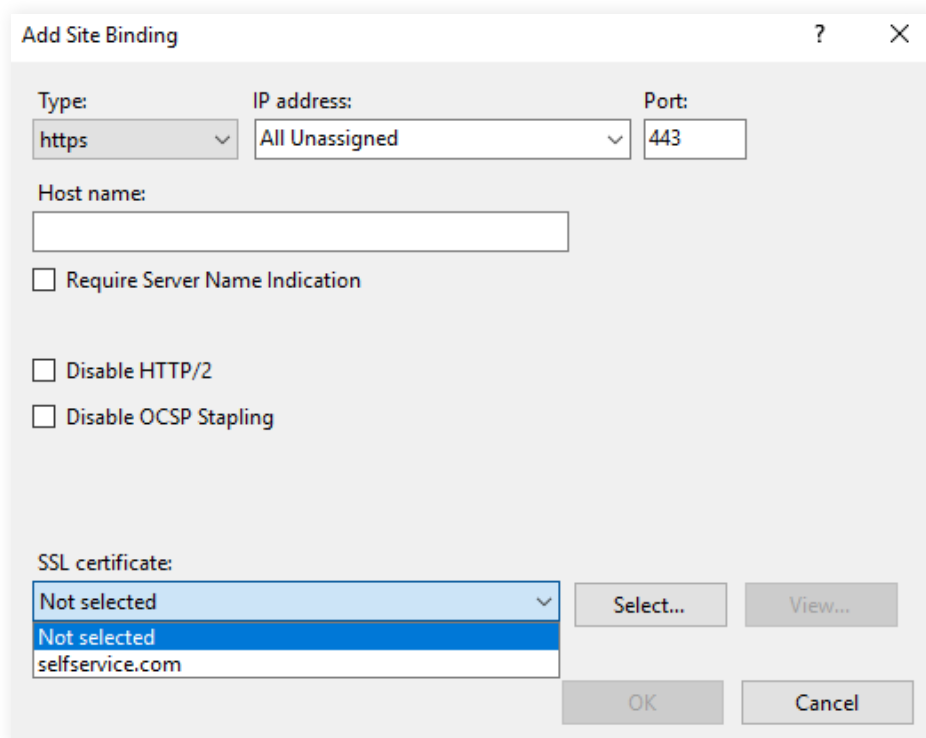 Add Site Binding ? ×
Type: IP address: Port:
https All Unassigned 443
Host name:
Require Server Name Indication
Disable HTTP/2
Disable OCSP Stapling
SSL certificate:
Not selected Select... View...
Not selected
selfservice.com
OK Cancel